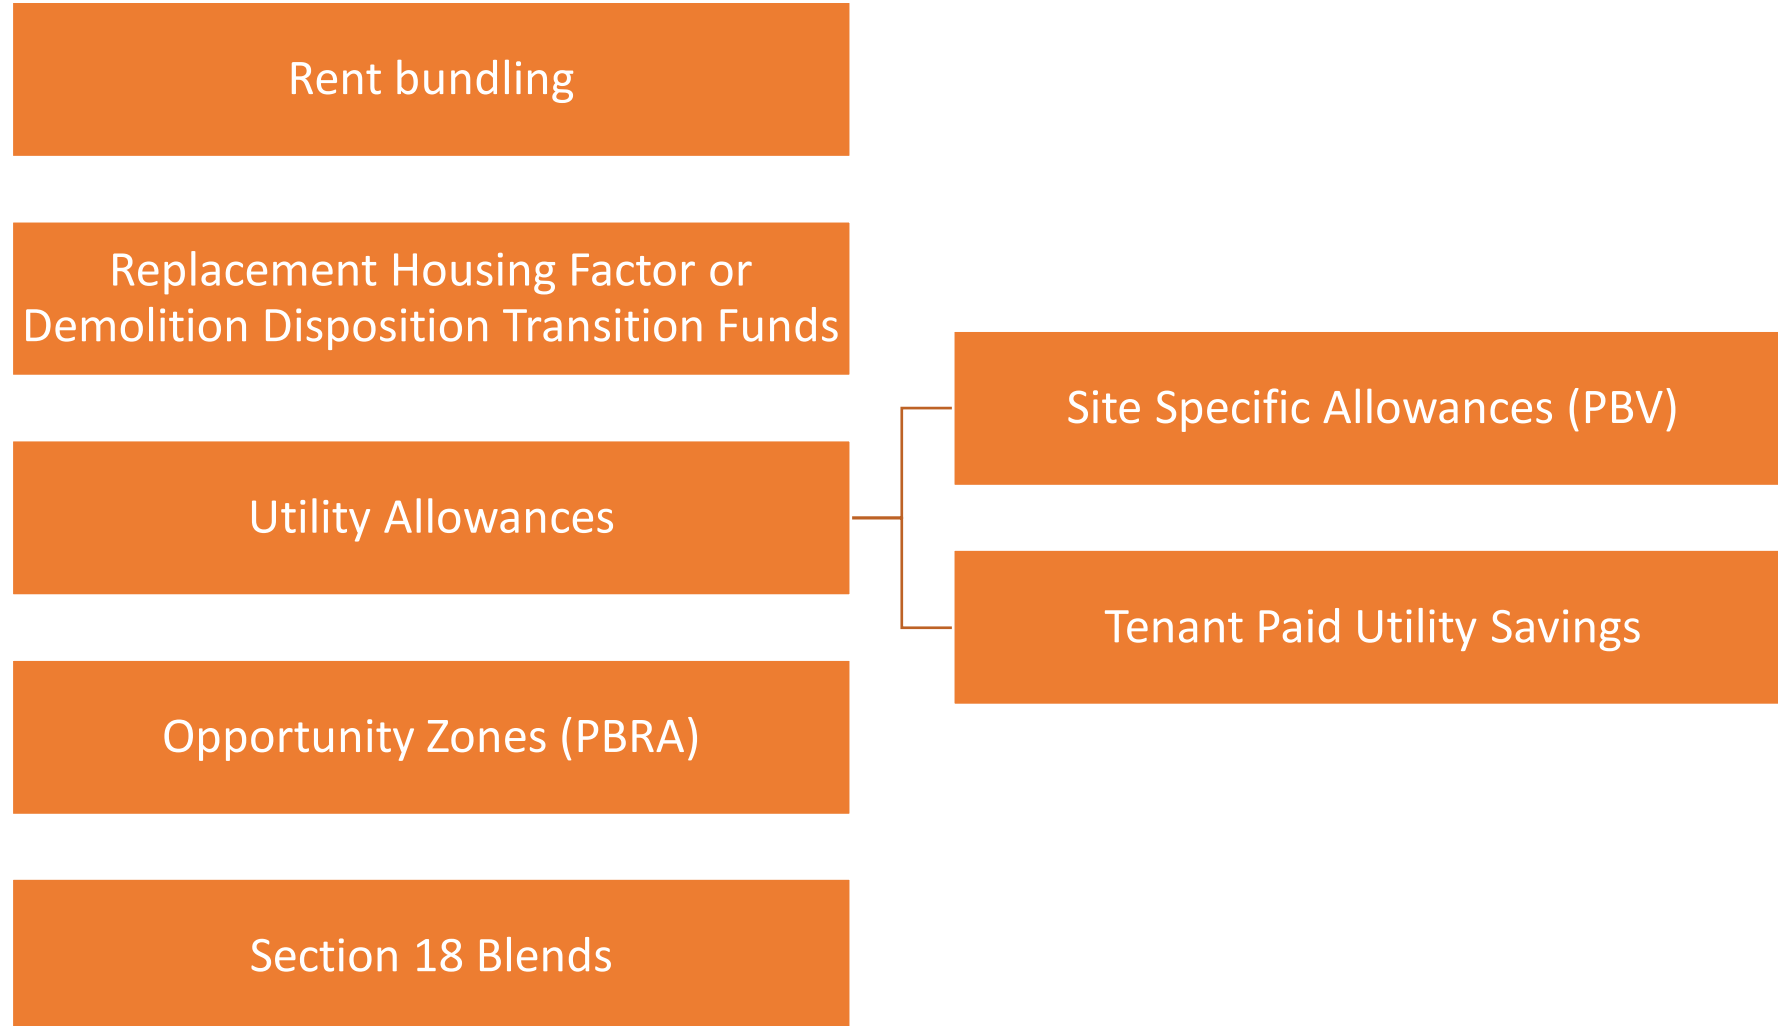 Rent bundling
Replacement Housing Factor or
Demolition Disposition Transition Funds
Utility Allowances
Site Specific Allowances (PBV)
Tenant Paid Utility Savings
Opportunity Zones (PBRA)
Section 18 Blends